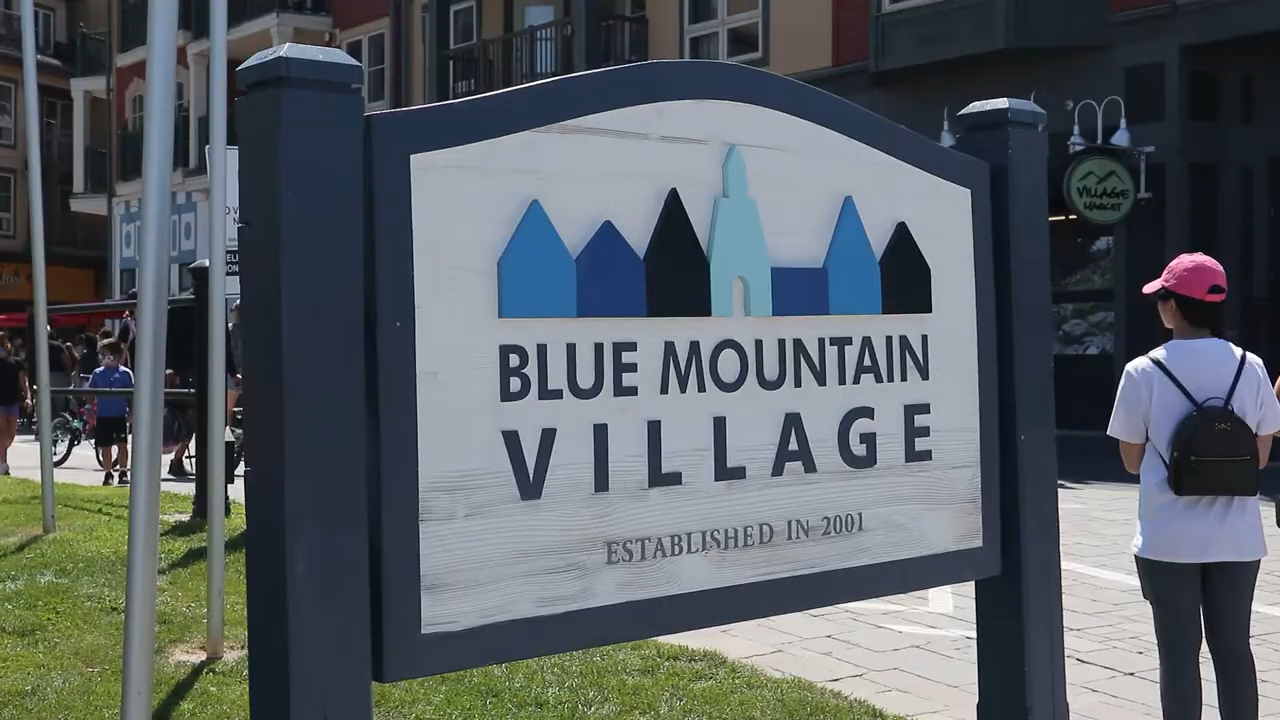 BLUE MOUNTAIN
VILLAGE
ESTABLISHED IN 2001
VILLAGE
MARKET